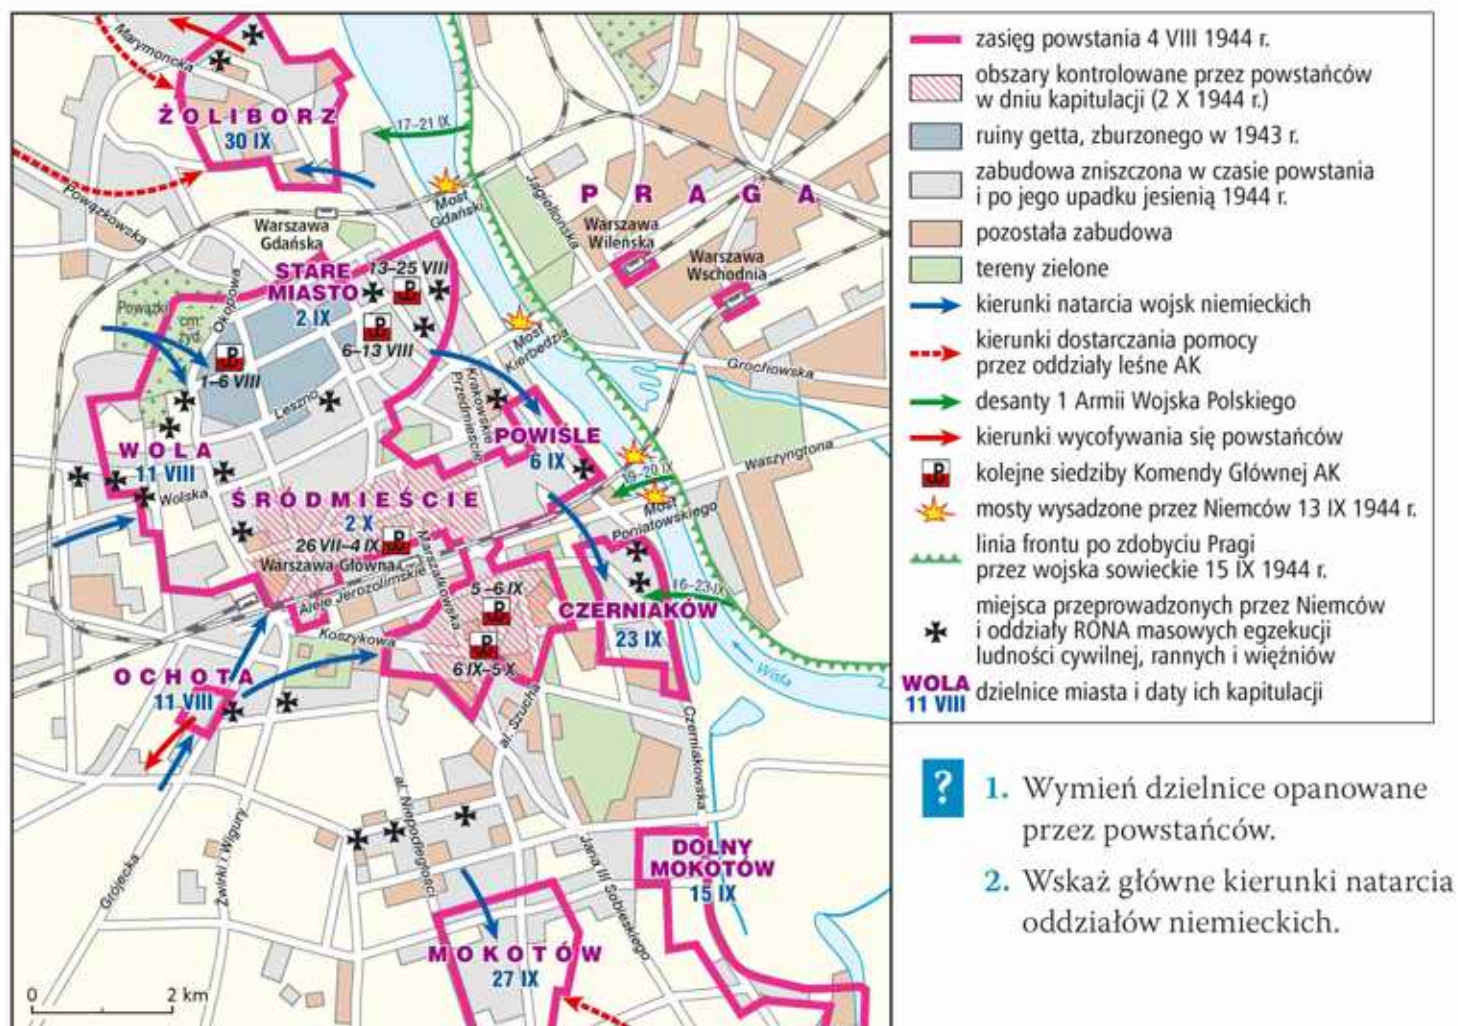 Marymoncka
ŻOLIBORZ
30 IX
17–21 IX
Powązkowska
Most
Gdański
Jagiellońska
PRAGA
Warszawa
Wileńska
Warszawa
Wschodnia
Warszawa
Gdańska
STARE
MIASTO
2 IX
13–25 VIII
6–13 VIII
Powązki
cm.
żyd.
Okopowa
1–6 VIII
Leszno
Most
Kierbedzia
Grochowska
Krakowskie
Przedmieście
WOLA
11 VIII
Wolska
POWIŚLE
6 IX
19–20 IX
Waszyngtona
ŚRÓDMIEŚCIE
2 X
26 VII–4 IX
Warszawa Główna
Marszałkowska
Most
Poniatowskiego
Aleje Jerozolimskie
5–6 IX
Koszykowa
6 IX–5 X
CZERNIAKÓW
23 IX
16–23 IX
Wisła
OCHOTA
11 VIII
al. Szucha
Czerniakowska
Grójecka
Żwirki i Wigury
al. Niepodległości
Jana III Sobieskiego
DOLNY
MOKOTÓW
15 IX
MOKOTÓW
27 IX
0 2 km
zasięg powstania 4 VIII 1944 r.
obszary kontrolowane przez powstańców
w dniu kapitulacji (2 X 1944 r.)
ruiny getta, zburzonego w 1943 r.
zabudowa zniszczona w czasie powstania
i po jego upadku jesienią 1944 r.
pozostała zabudowa
tereny zielone
kierunki natarcia wojsk niemieckich
kierunki dostarczania pomocy
przez oddziały leśne AK
desanty 1 Armii Wojska Polskiego
kierunki wycofywania się powstańców
kolejne siedziby Komendy Głównej AK
mosty wysadzone przez Niemców 13 IX 1944 r.
linia frontu po zdobyciu Pragi
przez wojska sowieckie 15 IX 1944 r.
miejsca przeprowadzonych przez Niemców
i oddziały RONA masowych egzekucji
ludności cywilnej, rannych i więźniów
WOLA
11 VIII
dzielnice miasta i daty ich kapitulacji
?
1. Wymień dzielnice opanowane
przez powstańców.
2. Wskaż główne kierunki natarcia
oddziałów niemieckich.